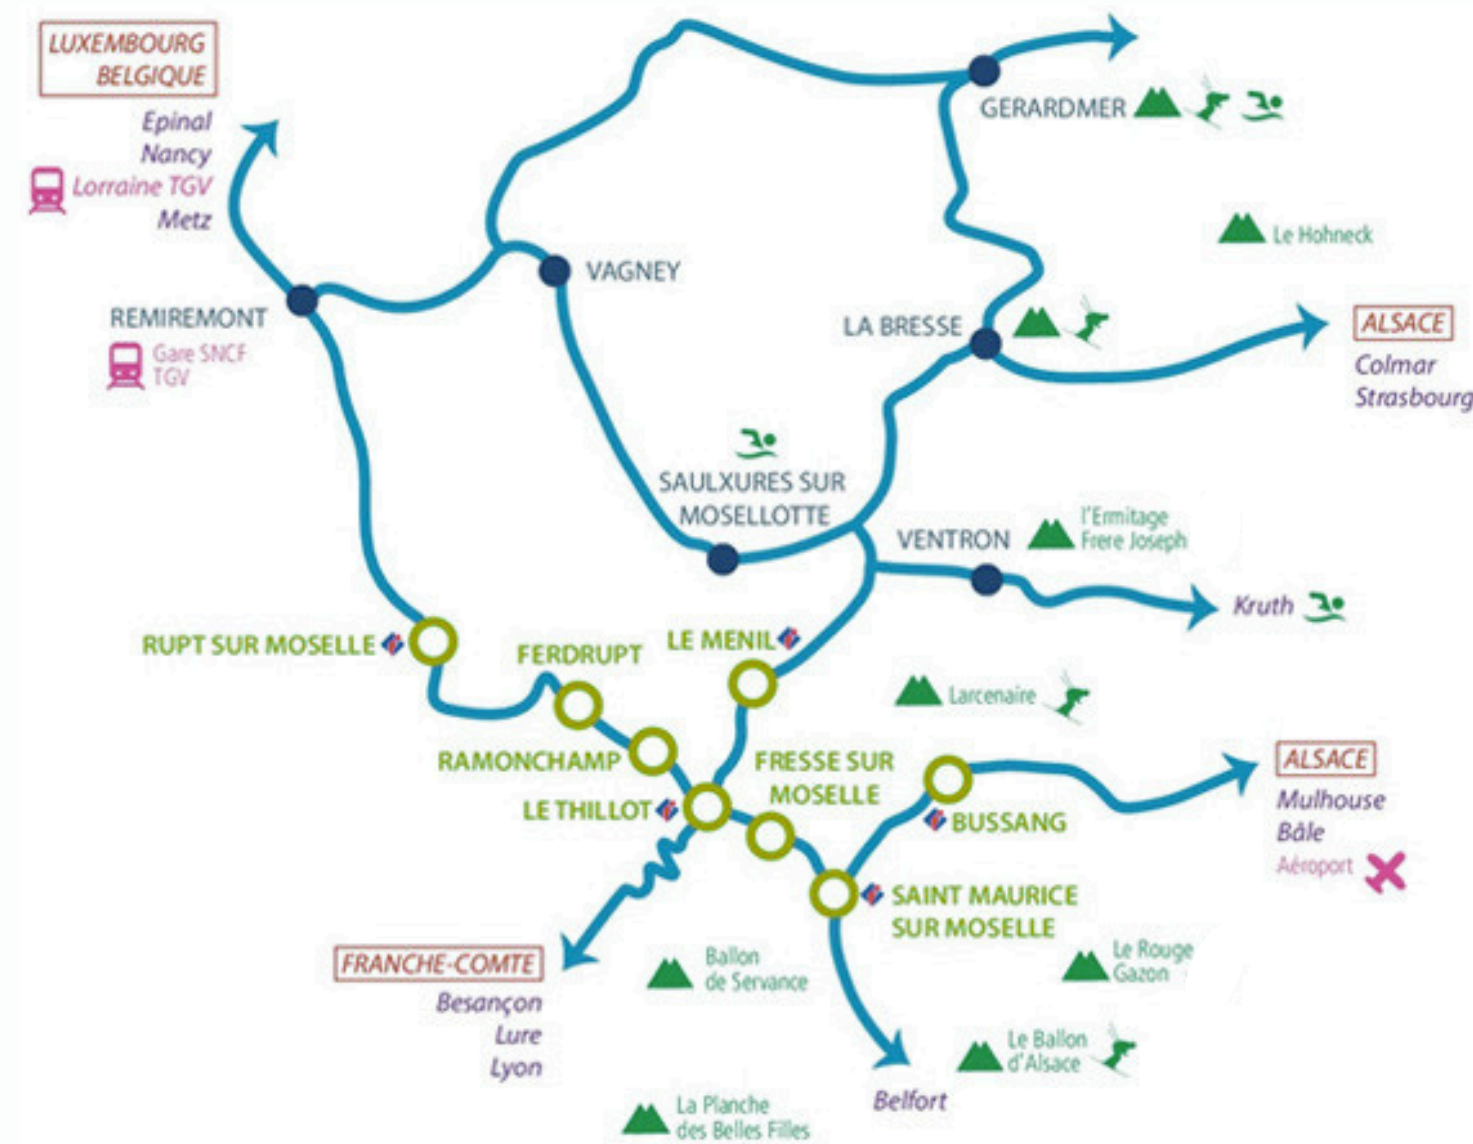 LUXEMBOURG
BELGIQUE
Epinal
Nancy
Lorraine TGV
Metz
GERARDMER
Le Hohneck
VAGNEY
REMIREMONT
Gare SNCF
TGV
LA BRESSE
ALSACE
Colmar
Strasbourg
SAULXURES SUR
MOSELLOTTE
VENTRON
l'Ermitage
Frere Joseph
Kruth
RUPT SUR MOSELLE
FERDRUPT
LE MENIL
Larcenaire
RAMONCHAMP
FRESSE SUR
MOSELLE
LE THILLOT
BUSSANG
ALSACE
Mulhouse
Bâle
Aéroport
SAINT MAURICE
SUR MOSELLE
FRANCHE-COMTE
Besançon
Lure
Lyon
Ballon
de Servance
Le Rouge
Gazon
Le Ballon
d'Alsace
Belfort
La Planche
des Belles Filles